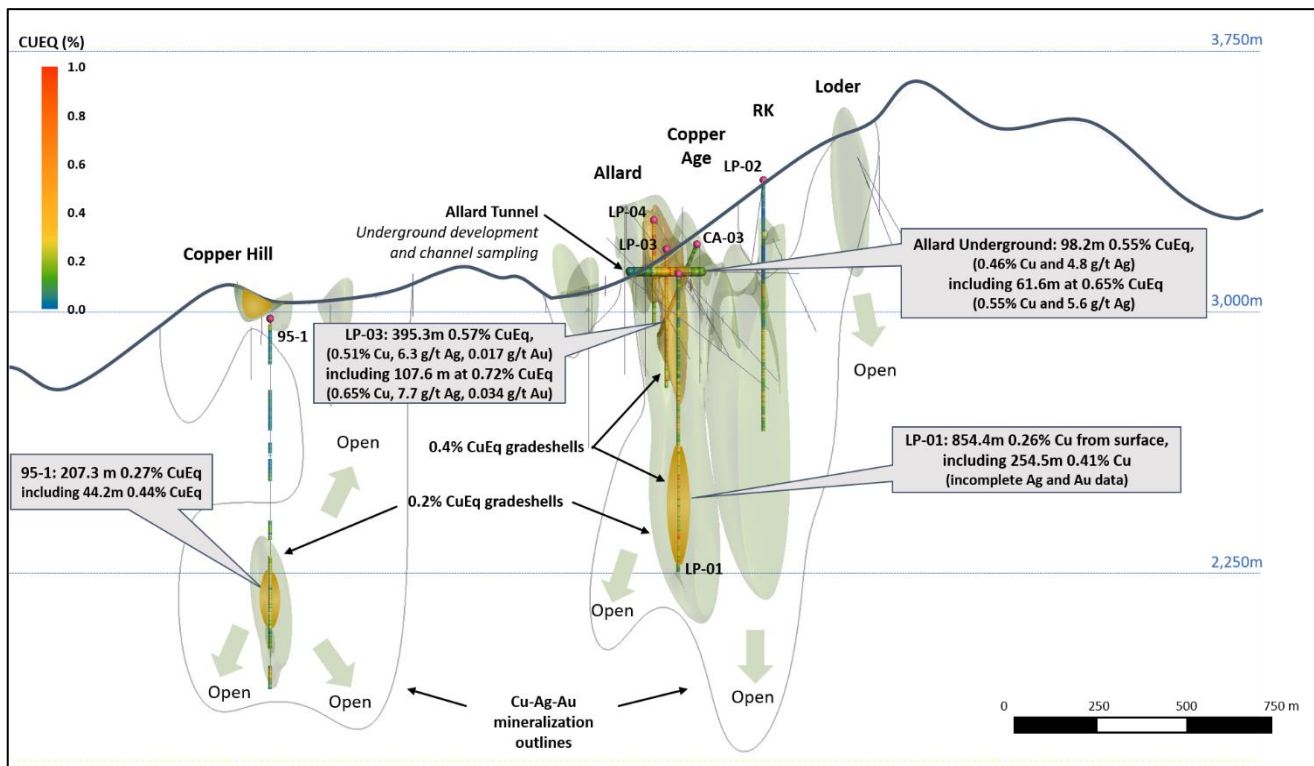 CUEQ (%)
1.0
0.8
0.6
0.4
0.2
0.0
3,750m
3,000m
2,250m
Copper Hill
Allard
Copper
Age
RK
Loder
Allard Tunnel
Underground development
and channel sampling
LP-04
LP-03
CA-03
LP-02
95-1
LP-01
Allard Underground: 98.2m 0.55% CuEq,
(0.46% Cu and 4.8 g/t Ag)
including 61.6m at 0.65% CuEq
(0.55% Cu and 5.6 g/t Ag)
LP-03: 395.3m 0.57% CuEq,
(0.51% Cu, 6.3 g/t Ag, 0.017 g/t Au)
including 107.6 m at 0.72% CuEq
(0.65% Cu, 7.7 g/t Ag, 0.034 g/t Au)
Open
Open
0.4% CuEq gradeshells
LP-01: 854.4m 0.26% Cu from surface,
including 254.5m 0.41% Cu
(incomplete Ag and Au data)
95-1: 207.3 m 0.27% CuEq
including 44.2m 0.44% CuEq
0.2% CuEq gradeshells
Open
Open
Open
Open
Cu-Ag-Au
mineralization
outlines
0
250
500
750 m